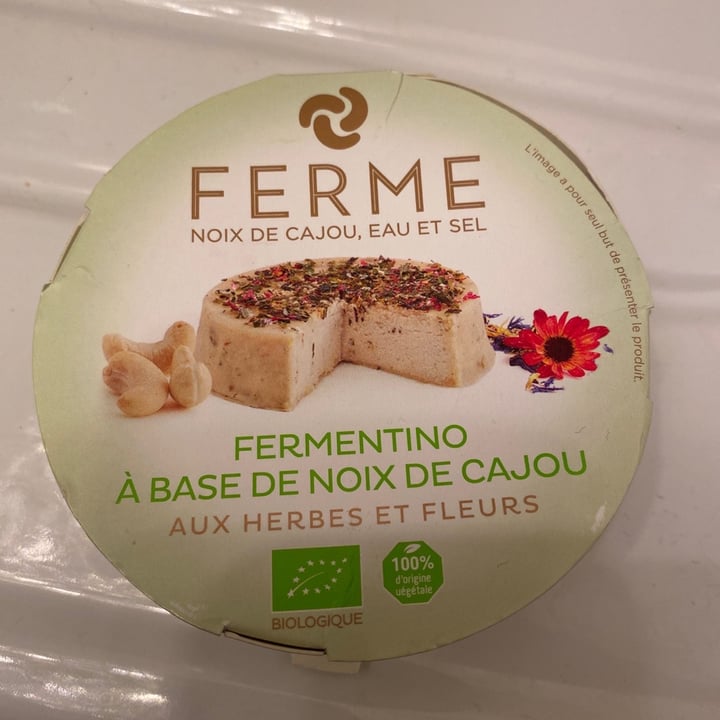 FERME
NOIX DE CAJOU, EAU ET SEL
L'image a pour seul but de présenter le produit.
FERMENTINO
À BASE DE NOIX DE CAJOU
AUX HERBES ET FLEURS
100%
d'origine
végétale
BIOLOGIQUE